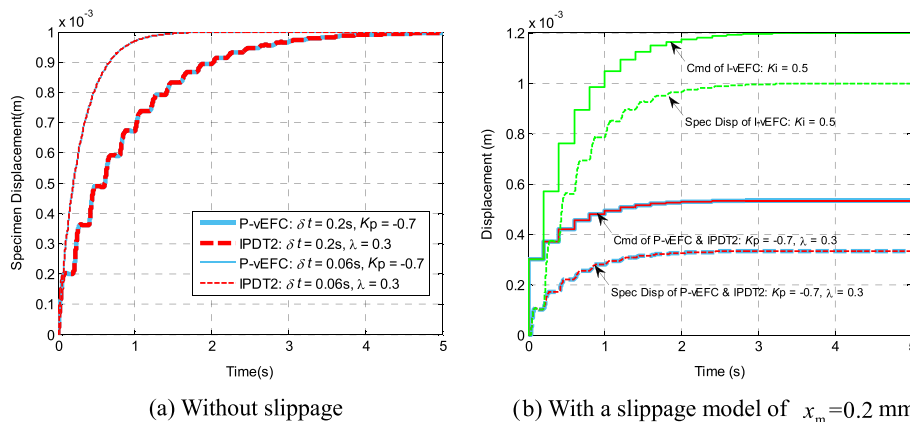 x 10⁻³
1
0.9
0.8
0.7
0.6
0.5
0.4
0.3
0.2
0.1
0
0 1 2 3 4 5
Specimen Displacement(m)
Time(s)
P-vEFC: δt = 0.2s, Kp = -0.7
IPDT2: δt = 0.2s, λ = 0.3
P-vEFC: δt = 0.06s, Kp = -0.7
IPDT2: δt = 0.06s, λ = 0.3
(a) Without slippage
x 10⁻³
1.2
1
0.8
0.6
0.4
0.2
0
0 1 2 3 4 5
Displacement (m)
Time (s)
Cmd of I-vEFC: Ki = 0.5
Spec Disp of I-vEFC: Ki = 0.5
Cmd of P-vEFC & IPDT2: Kp = -0.7, λ = 0.3
Spec Disp of P-vEFC & IPDT2: Kp = -0.7, λ = 0.3
(b) With a slippage model of xₘ=0.2 mm